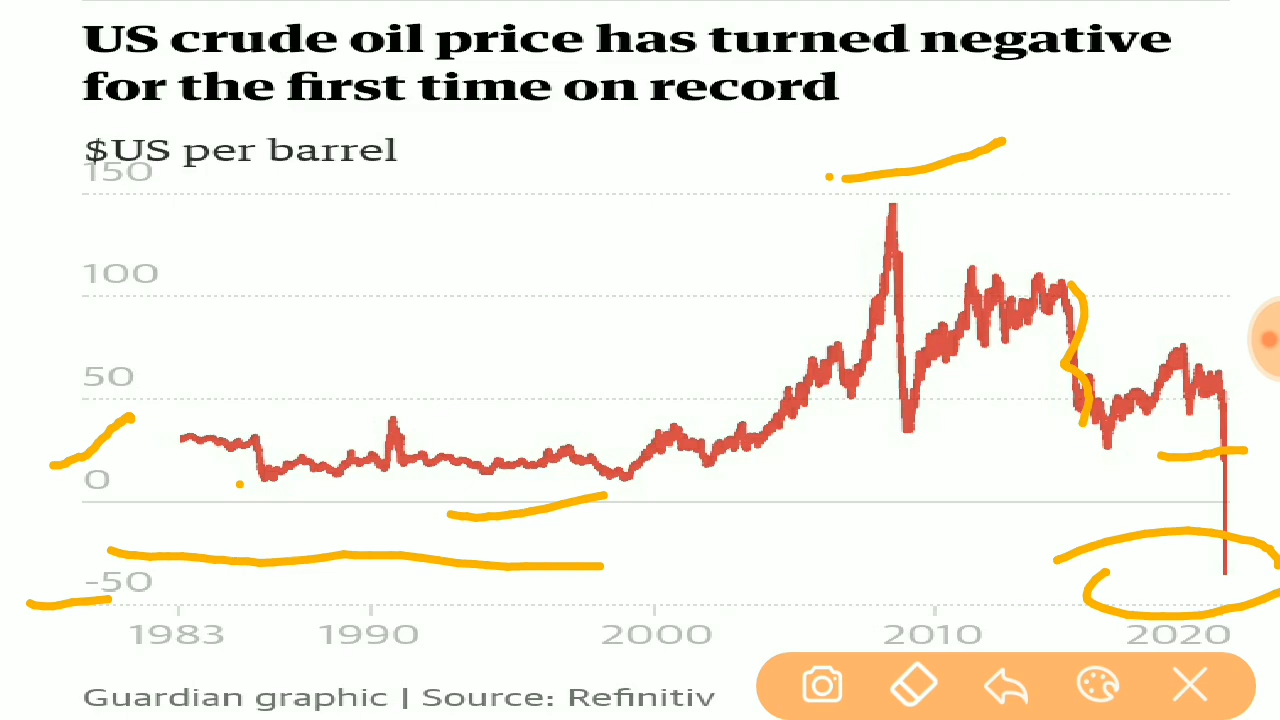 US crude oil price has turned negative
for the first time on record
$US per barrel
150
100
50
0
-50
1983 1990 2000 2010 2020
Guardian graphic | Source: Refinitiv